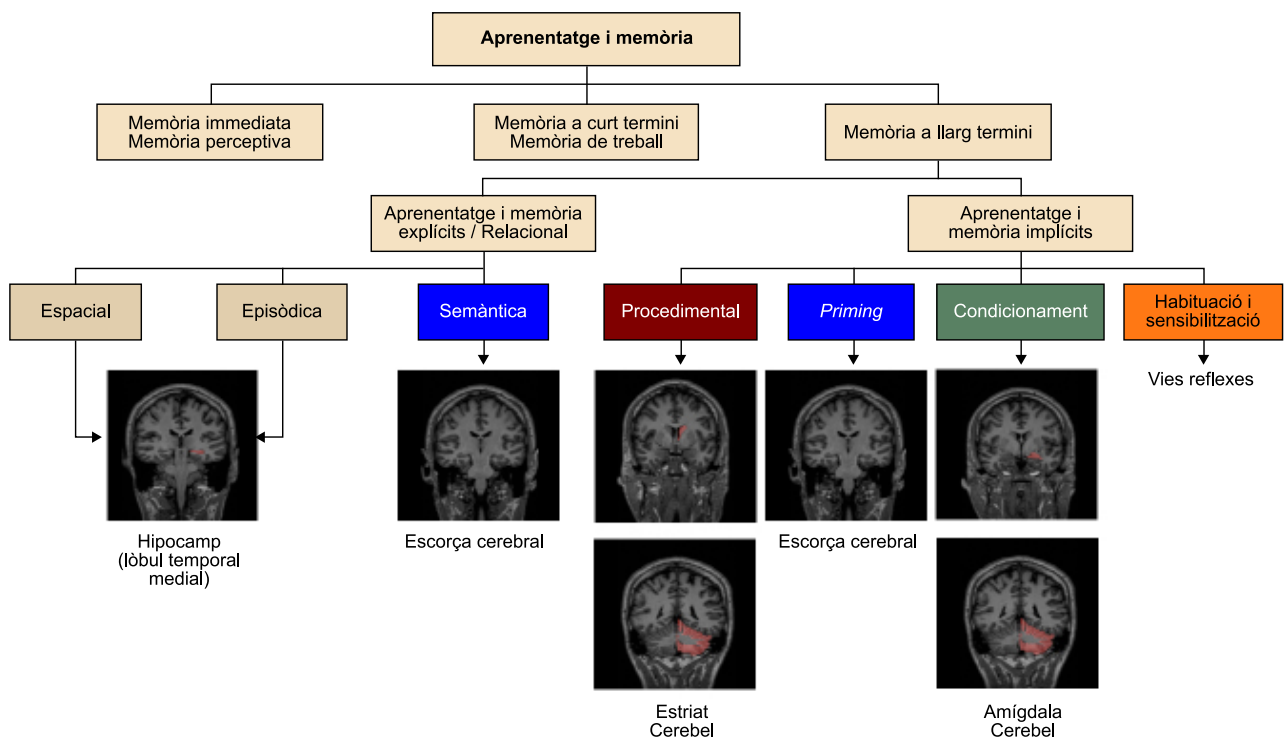 Aprenentatge i memòria
Memòria immediata
Memòria perceptiva
Memòria a curt termini
Memòria de treball
Memòria a llarg termini
Aprenentatge i memòria
explícits / Relacional
Aprenentatge i
memòria implícits
Espacial
Episòdica
Semàntica
Procedimental
Priming
Condicionament
Habituació i
sensibilització
Vies reflexes
Hipocamp
(lòbul temporal
medial)
Escorça cerebral
Escorça cerebral
Estriat
Cerebel
Amígdala
Cerebel